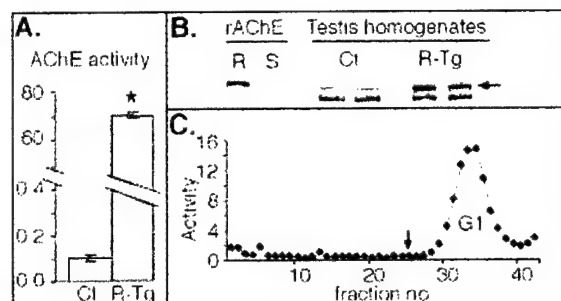 A.
AChE activity
80
*
60
0 4
0 2
0 0
Ct R-Tg
B.
rAChE Testis homogenates
R S Ct R-Tg
C.
Activity
16
12
8
4
0
G1
10 20 30 40
fraction no